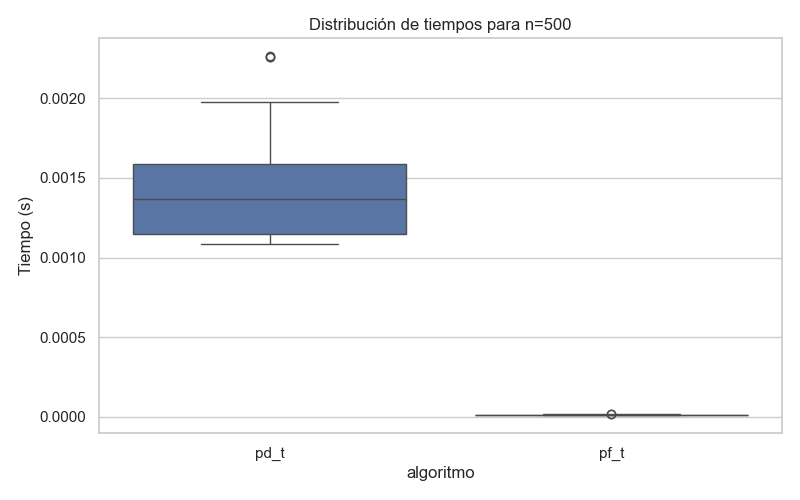 Distribución de tiempos para n=500
Tiempo (s)
0.0020
0.0015
0.0010
0.0005
0.0000
pd_t
pf_t
algoritmo